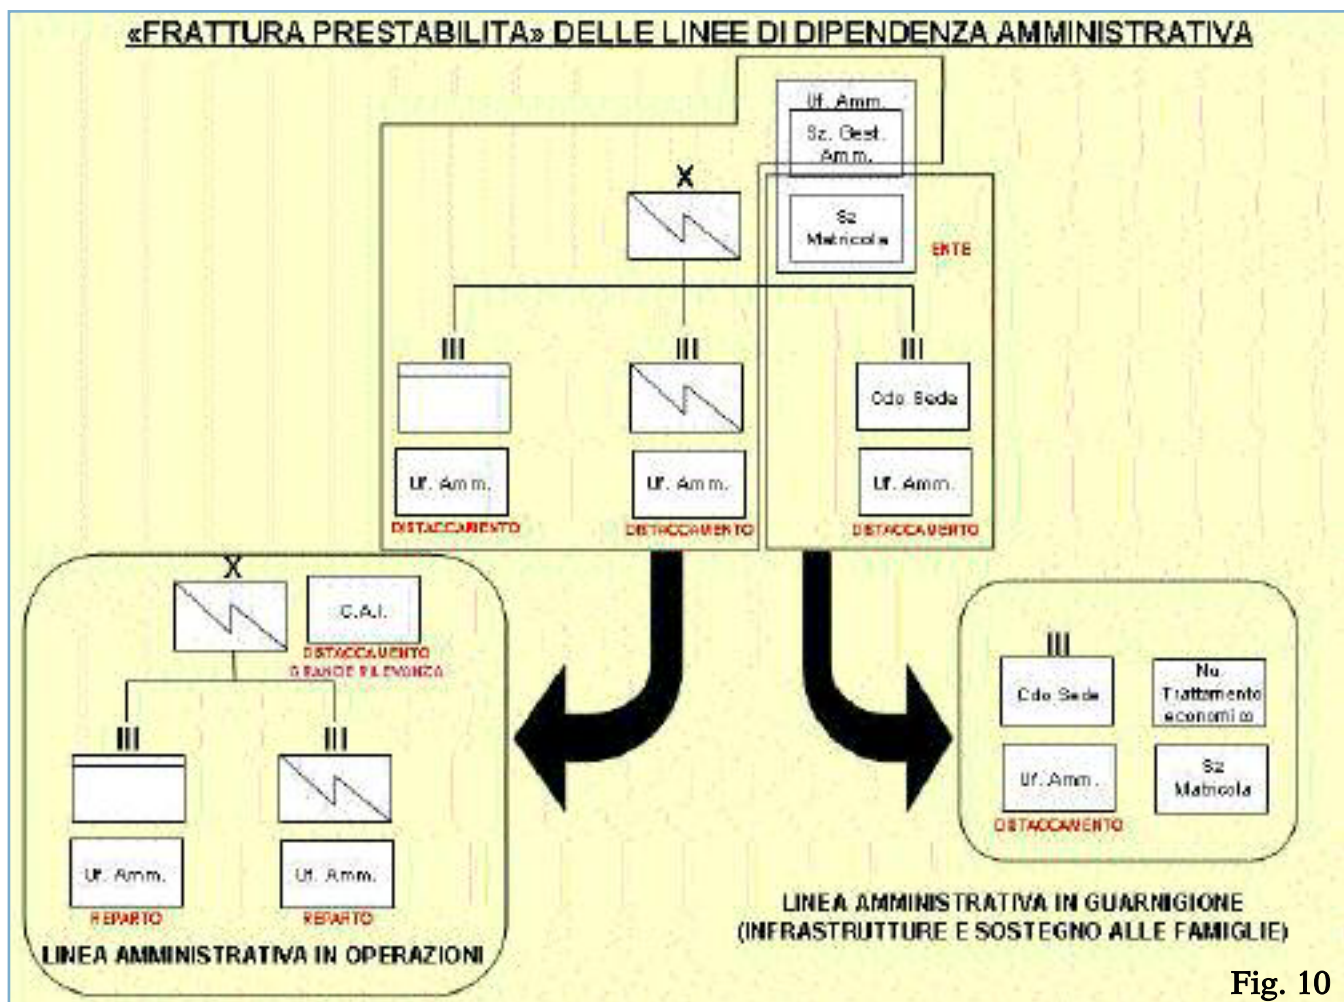 «FRATTURA PRESTABILITA» DELLE LINEE DI DIPENDENZA AMMINISTRATIVA
Uf. Amm.
Sz. Gest.
Amm.
X
Sz
Matricola
ENTE
III
III
III
Cdo Sede
Uf. Amm.
Uf. Amm.
Uf. Amm.
DISTACCAMENTO
DISTACCAMENTO
DISTACCAMENTO
X
C.A.I.
DISTACCAMENTO
GRANDE RILEVANZA
III
III
Uf. Amm.
Uf. Amm.
REPARTO
REPARTO
LINEA AMMINISTRATIVA IN OPERAZIONI
III
Cdo Sede
Nu
Trattamento
economico
Uf. Amm.
Sz
Matricola
DISTACCAMENTO
LINEA AMMINISTRATIVA IN GUARNIGIONE
(INFRASTRUTTURE E SOSTEGNO ALLE FAMIGLIE)
Fig. 10